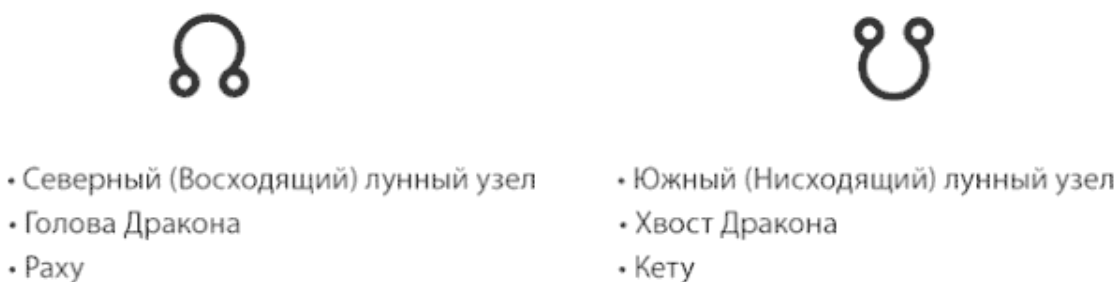 • Северный (Восходящий) лунный узел
• Голова Дракона
• Раху
• Южный (Нисходящий) лунный узел
• Хвост Дракона
• Кету